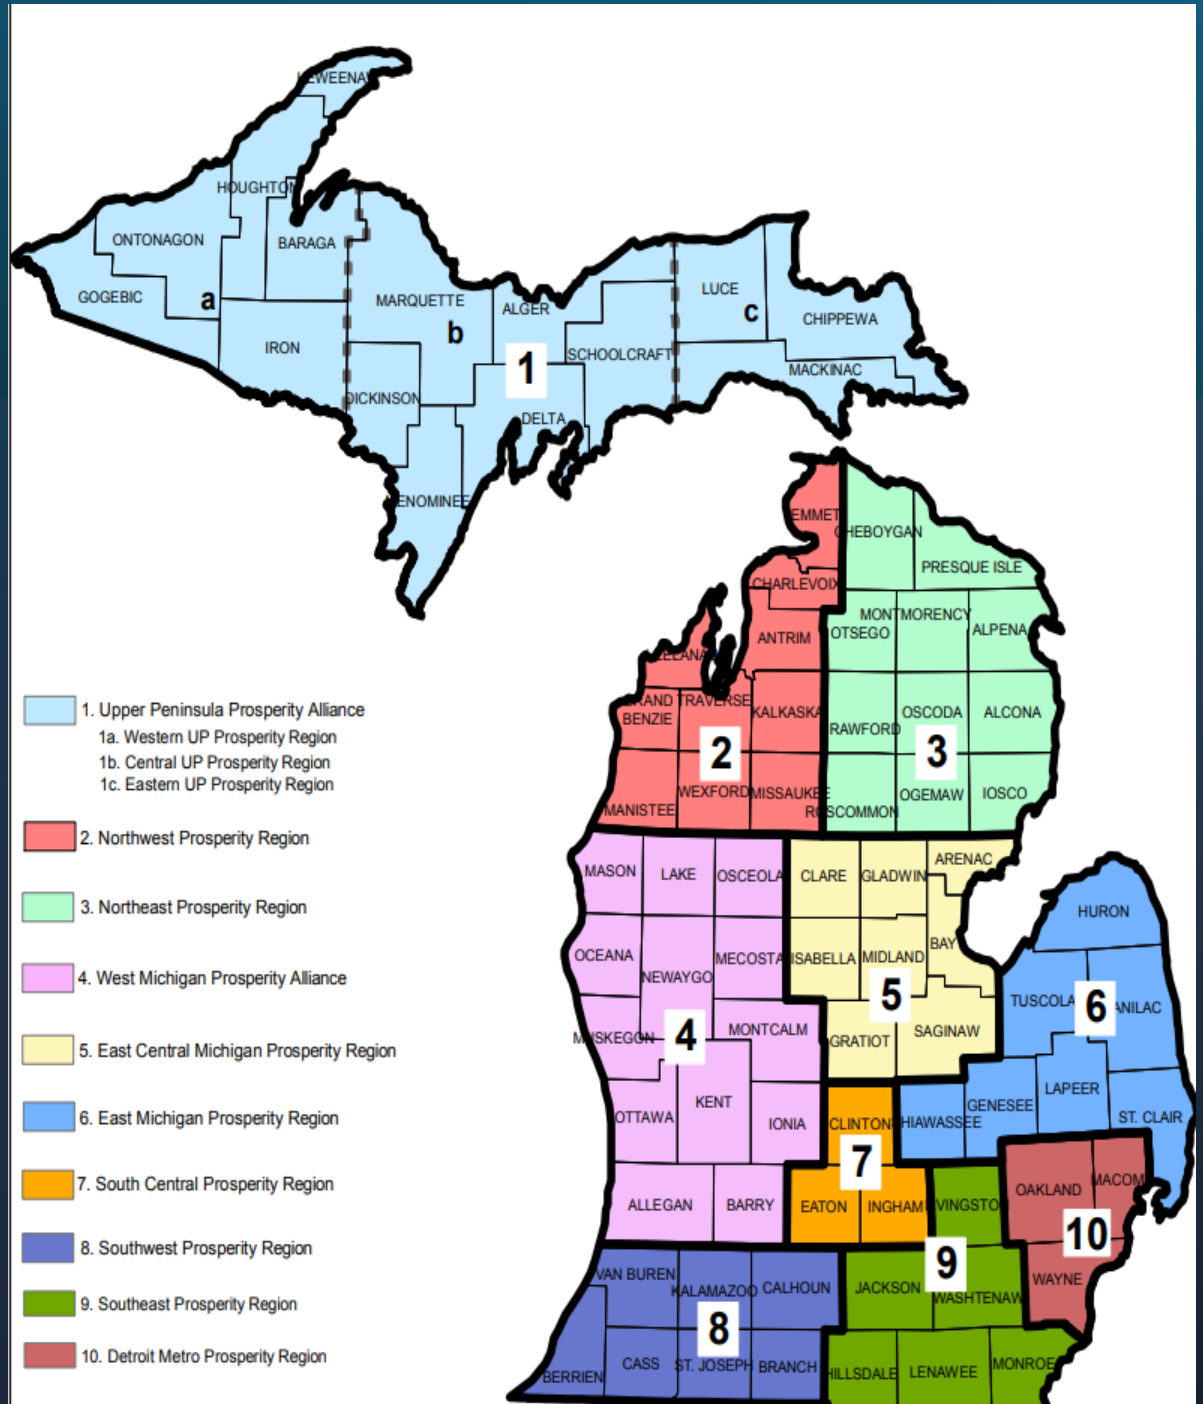 KEWEENAW
HOUGHTON
ONTONAGON
BARAGA
GOGEBIC
a
MARQUETTE
b
ALGER
LUCE
c
CHIPPEWA
IRON
SCHOOLCRAFT
1
MACKINAC
DICKINSON
DELTA
MENOMINEE
EMMET
CHEBOYGAN
PRESQUE ISLE
CHARLEVOIX
ANTRIM
OTSEGO
MONTMORENCY
ALPENA
LEELANAU
GRAND TRAVERSE
BENZIE
KALKASKA
CRAWFORD
OSCODA
ALCONA
2
3
MANISTEE
WEXFORD
MISSAUKEE
ROSCOMMON
OGEMAW
IOSCO
MASON
LAKE
OSCEOLA
CLARE
GLADWIN
ARENAC
HURON
OCEANA
NEWAYGO
MECOSTA
ISABELLA
MIDLAND
BAY
5
TUSCOLA
6
SANILAC
MUSKEGON
4
MONTCALM
GRATIOT
SAGINAW
OTTAWA
KENT
IONIA
CLINTON
SHIAWASSEE
GENESEE
LAPEER
ST. CLAIR
7
ALLEGAN
BARRY
EATON
INGHAM
LIVINGSTON
OAKLAND
MACOMB
10
9
VAN BUREN
KALAMAZOO
CALHOUN
JACKSON
WASHTENAW
WAYNE
8
BERRIEN
CASS
ST. JOSEPH
BRANCH
HILLSDALE
LENAWEE
MONROE
1. Upper Peninsula Prosperity Alliance
1a. Western UP Prosperity Region
1b. Central UP Prosperity Region
1c. Eastern UP Prosperity Region
2. Northwest Prosperity Region
3. Northeast Prosperity Region
4. West Michigan Prosperity Alliance
5. East Central Michigan Prosperity Region
6. East Michigan Prosperity Region
7. South Central Prosperity Region
8. Southwest Prosperity Region
9. Southeast Prosperity Region
10. Detroit Metro Prosperity Region